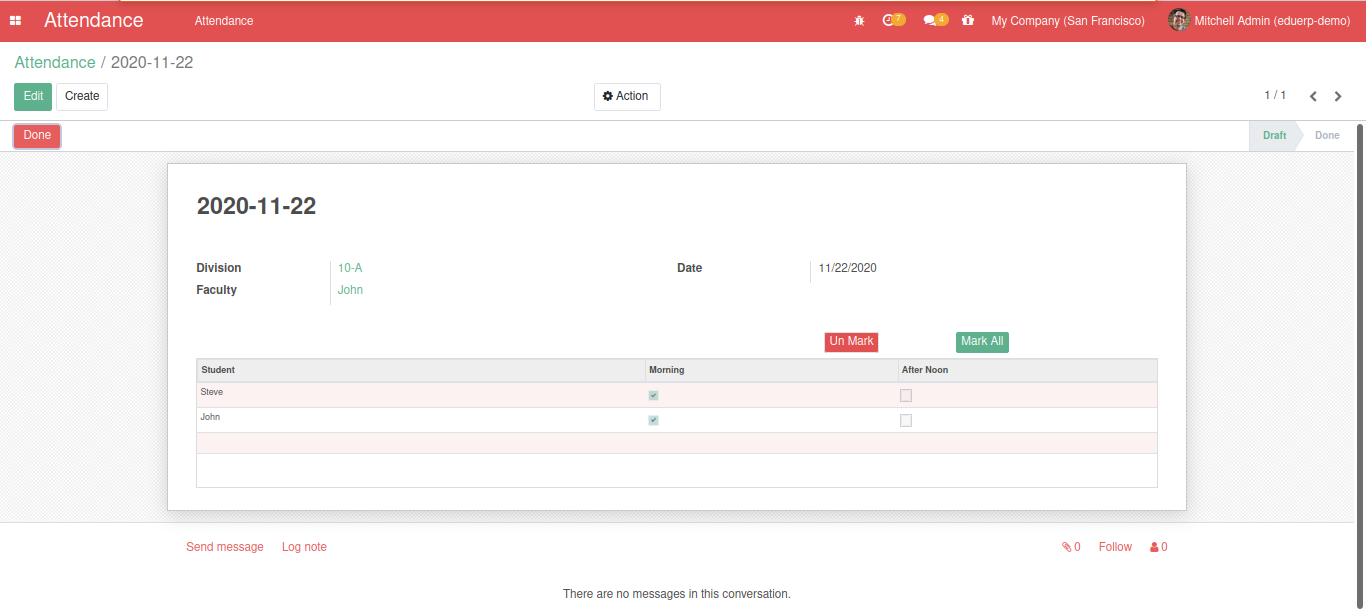 Attendance Attendance 7 4 My Company (San Francisco) Mitchell Admin (eduerp-demo)
Attendance / 2020-11-22
Edit Create Action 1 / 1
Done Draft Done
2020-11-22
Division 10-A Date 11/22/2020
Faculty John
Un Mark Mark All
Student Morning After Noon
Steve
John
Send message Log note 0 Follow 0
There are no messages in this conversation.